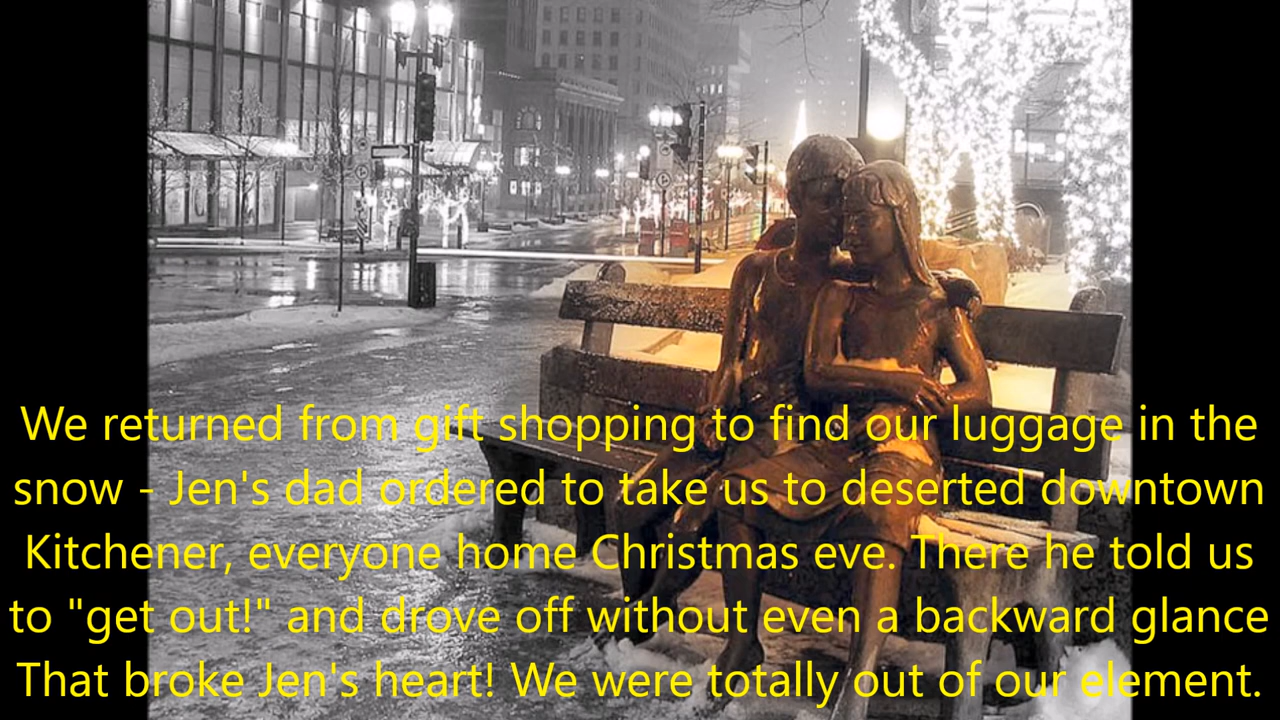 We returned from gift shopping to find our luggage in the
snow - Jen's dad ordered to take us to deserted downtown
Kitchener, everyone home Christmas eve. There he told us
to "get out!" and drove off without even a backward glance
That broke Jen's heart! We were totally out of our element.